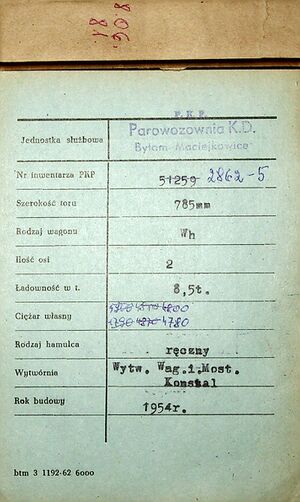 P. K. P.
Jednostka służbowa Parowozownia K.D.
Bytom-Maciejkowice
Nr inwentarza PKP 51259 2862-5
Szerokość toru 785mm
Rodzaj wagonu Wh
Ilość osi 2
Ładowność w t. 8,5t.
Ciężar własny 4800
4790 4870 4780
Rodzaj hamulca ręczny
Wytwórnia Wytw. Wag.i.Most.
Konstal
Rok budowy 1954r.
btm 3 1192-62 6000